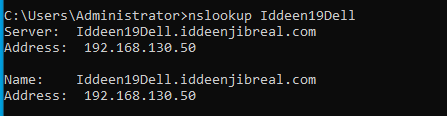 C:\Users\Administrator>nslookup Iddeen19Dell
Server:  Iddeen19Dell.iddeenjibreal.com
Address:  192.168.130.50

Name:    Iddeen19Dell.iddeenjibreal.com
Address:  192.168.130.50